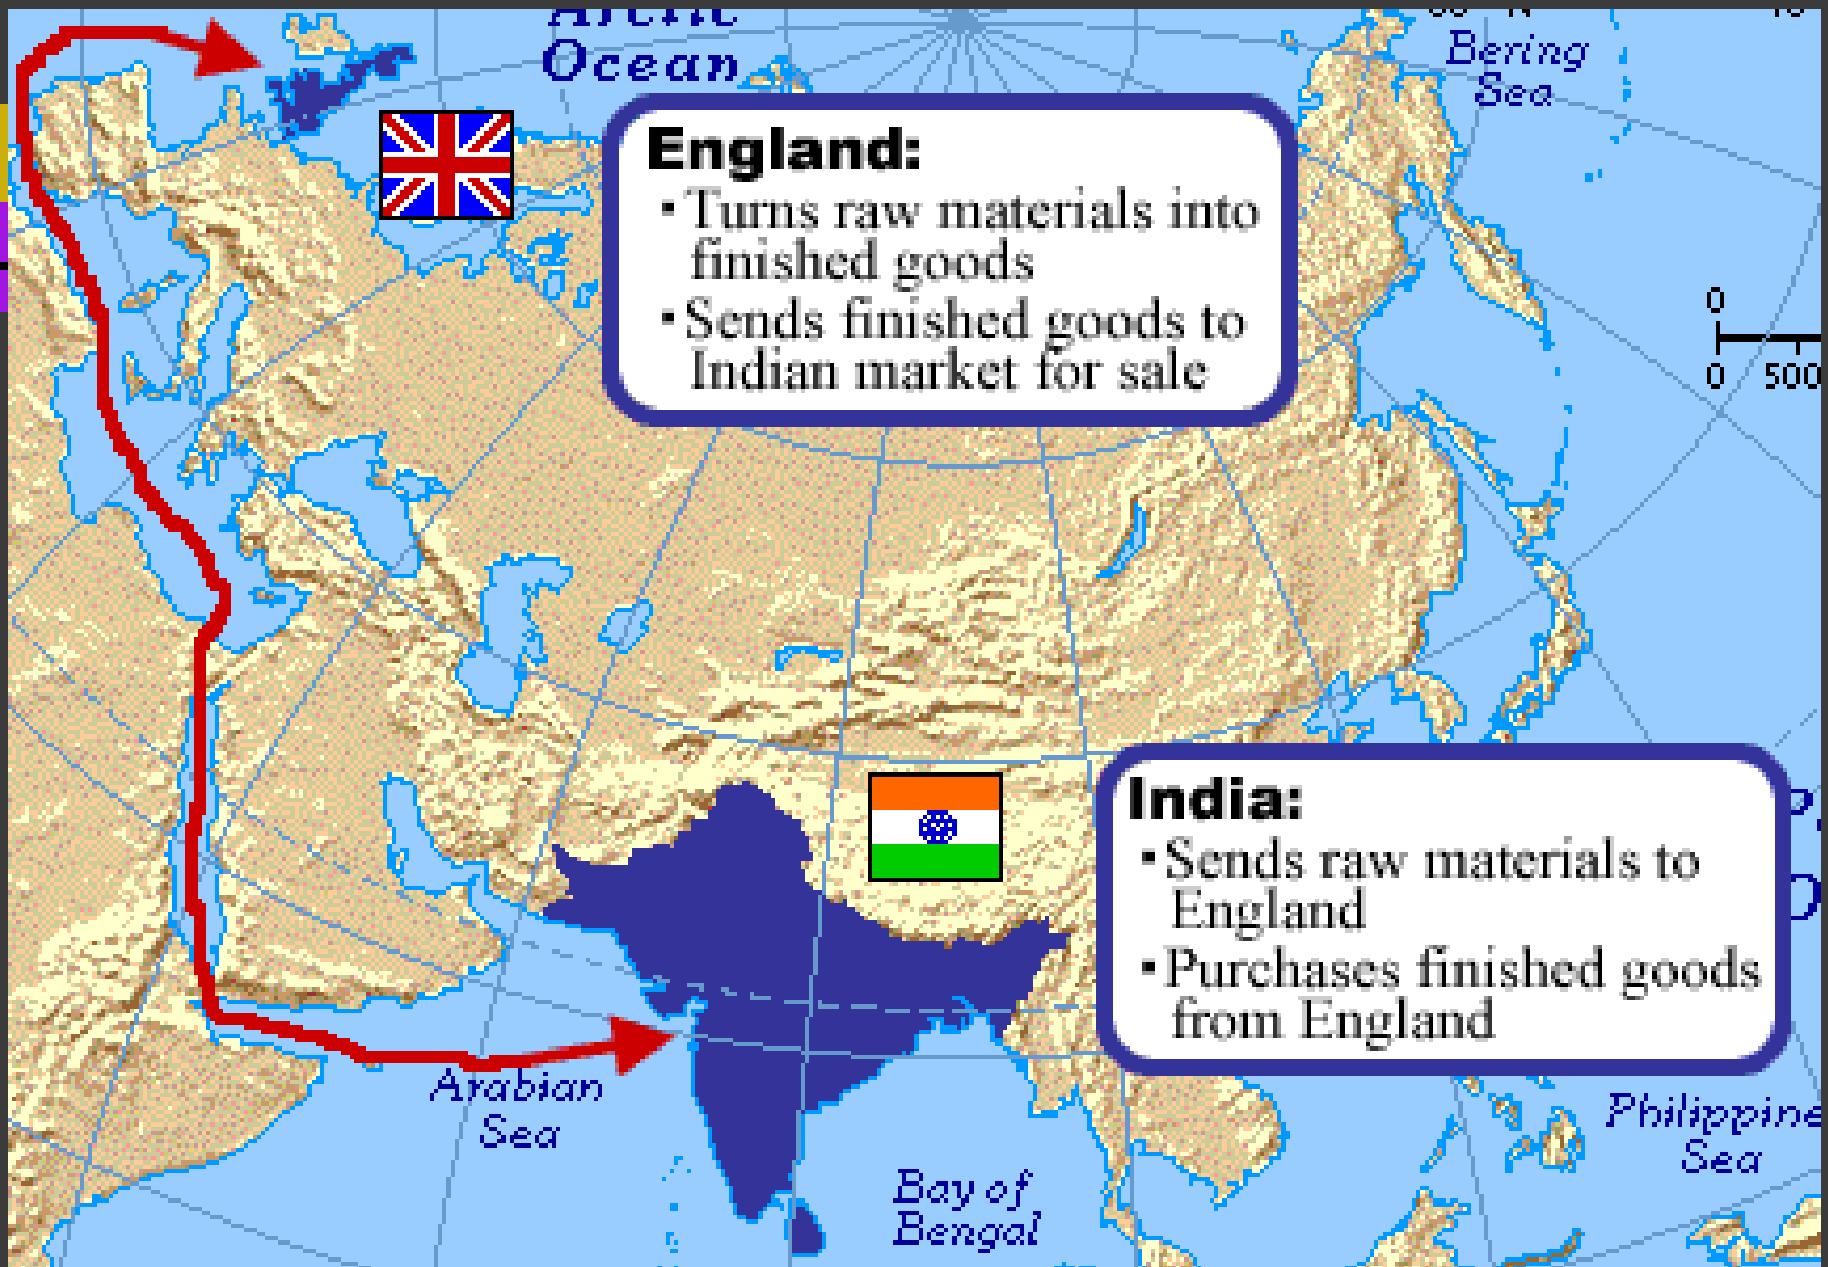 Arctic
Ocean
Bering
Sea
England:
▪Turns raw materials into
finished goods
▪Sends finished goods to
Indian market for sale
0
0 500
India:
▪Sends raw materials to
England
▪Purchases finished goods
from England
Arabian
Sea
Bay of
Bengal
Philippine
Sea